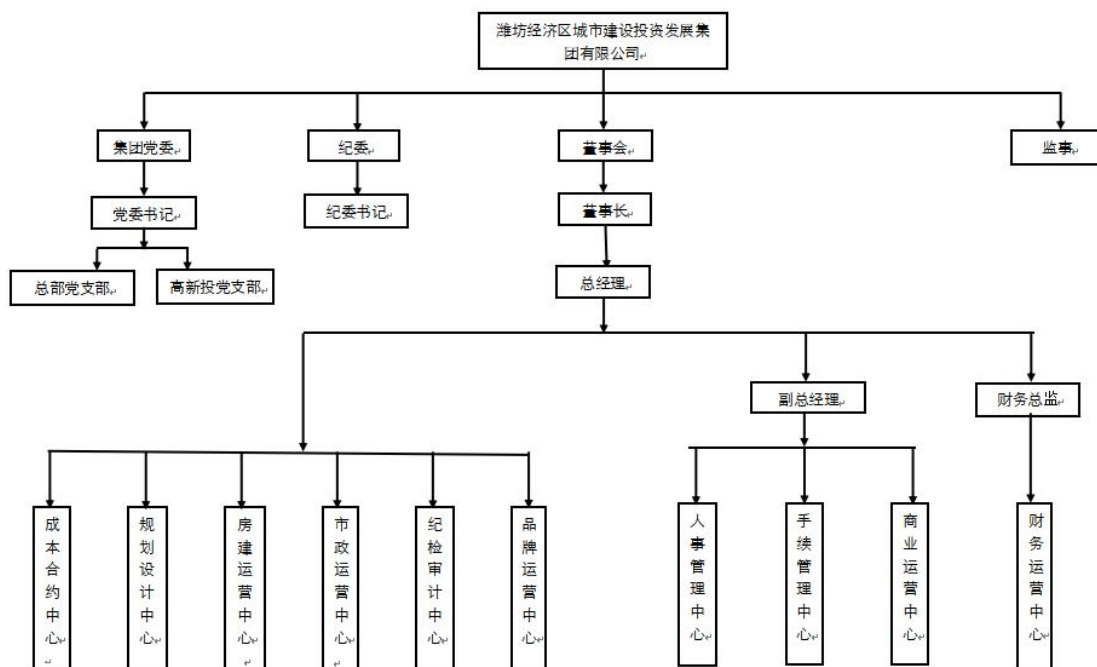 潍坊经济区城市建设投资发展集
团有限公司
集团党委
纪委
董事会
监事
党委书记
纪委书记
董事长
总部党支部
高新投党支部
总经理
副总经理
财务总监
成本合约中心
规划设计中心
房建运营中心
市政运营中心
纪检审计中心
品牌运营中心
人事管理中心
手续管理中心
商业运营中心
财务运营中心